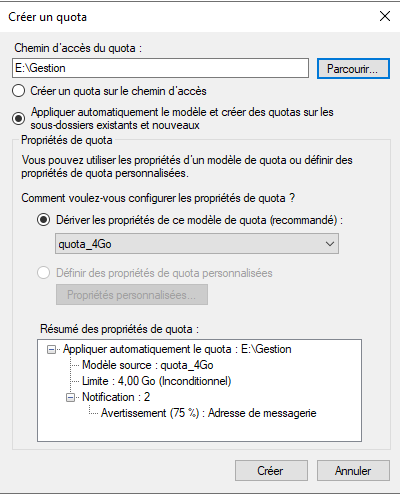 Créer un quota
Chemin d'accès du quota :
E:\Gestion
Parcourir...
Créer un quota sur le chemin d'accès
Appliquer automatiquement le modèle et créer des quotas sur les
sous-dossiers existants et nouveaux
Propriétés de quota
Vous pouvez utiliser les propriétés d'un modèle de quota ou définir des
propriétés de quota personnalisées.
Comment voulez-vous configurer les propriétés de quota ?
Dériver les propriétés de ce modèle de quota (recommandé) :
quota_4Go
Définir des propriétés de quota personnalisées
Propriétés personnalisées...
Résumé des propriétés de quota :
Appliquer automatiquement le quota : E:\Gestion
Modèle source : quota_4Go
Limite : 4,00 Go (Inconditionnel)
Notification : 2
Avertissement (75 %) : Adresse de messagerie
Créer
Annuler